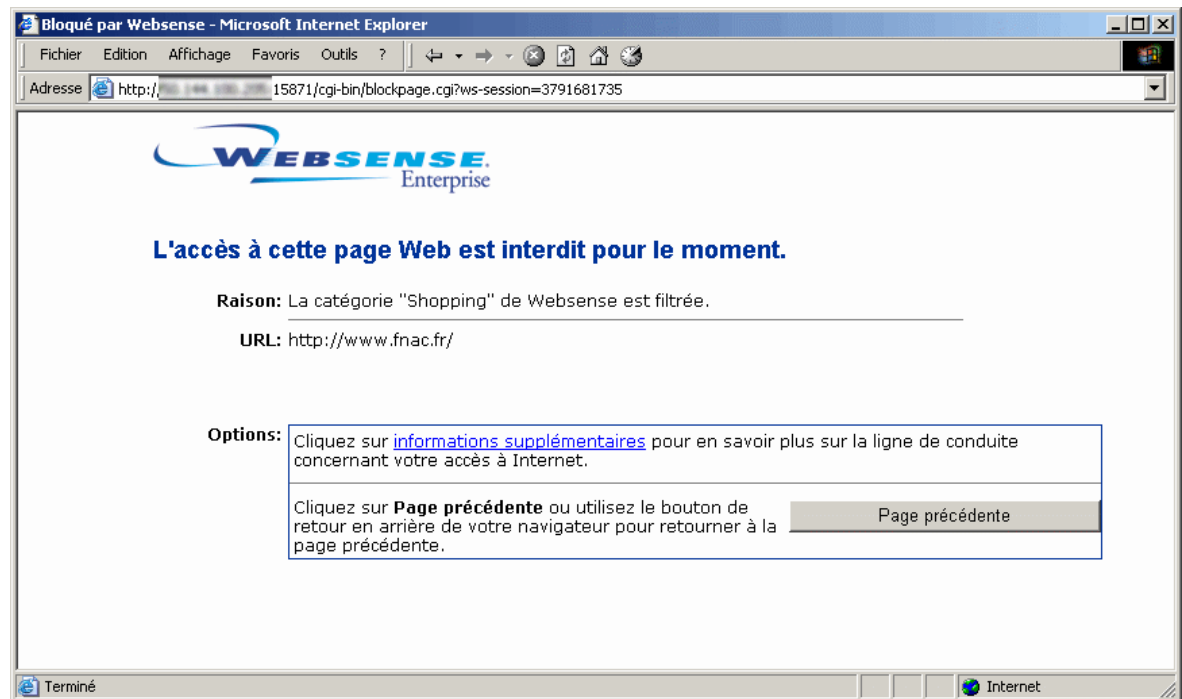 Bloqué par Websense - Microsoft Internet Explorer
Fichier Edition Affichage Favoris Outils ?
Adresse http:/ 15871/cgi-bin/blockpage.cgi?ws-session=3791681735
WEBSENSE.
Enterprise
L'accès à cette page Web est interdit pour le moment.
Raison: La catégorie "Shopping" de Websense est filtrée.
URL: http://www.fnac.fr/
Options:
Cliquez sur informations supplémentaires pour en savoir plus sur la ligne de conduite
concernant votre accès à Internet.
Cliquez sur Page précédente ou utilisez le bouton de
retour en arrière de votre navigateur pour retourner à la
page précédente.
Page précédente
Terminé
Internet